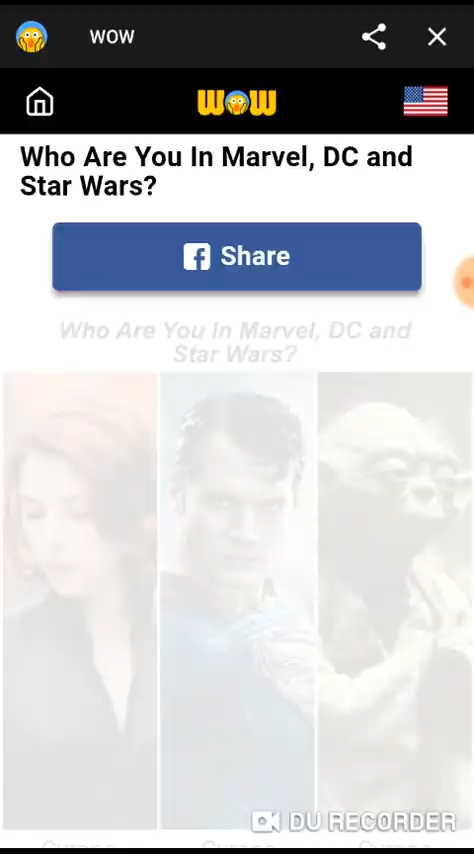 WOW
WOW
Who Are You In Marvel, DC and
Star Wars?
Share
Who Are You In Marvel, DC and
Star Wars?
DU RECORDER